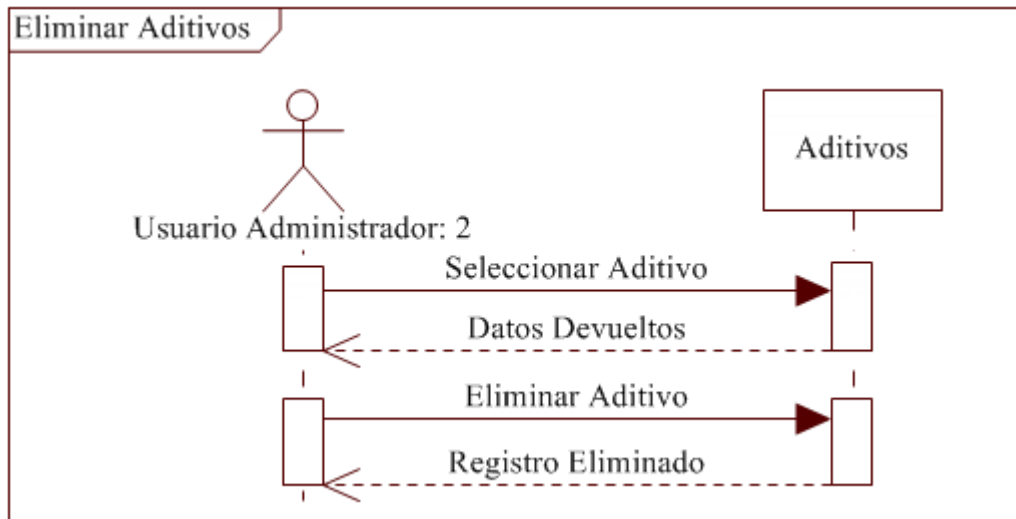 Eliminar Aditivos
Aditivos
Usuario Administrador: 2
Seleccionar Aditivo
Datos Devueltos
Eliminar Aditivo
Registro Eliminado